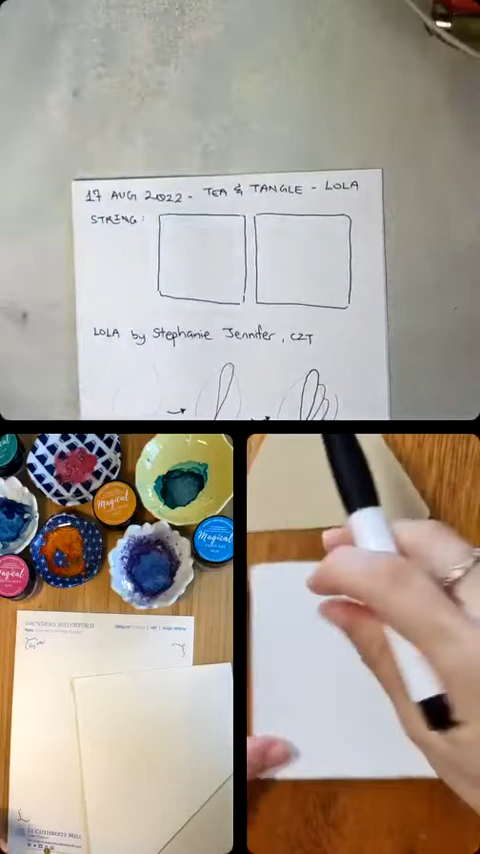 17 AUG 2022 - TEA & TANGLE - LOLA
STRING:
LOLA by Stephanie Jennifer, CZT
Magical
Magical
Magical
SAUNDERS WATERFORD
ST CUTHBERTS MILL